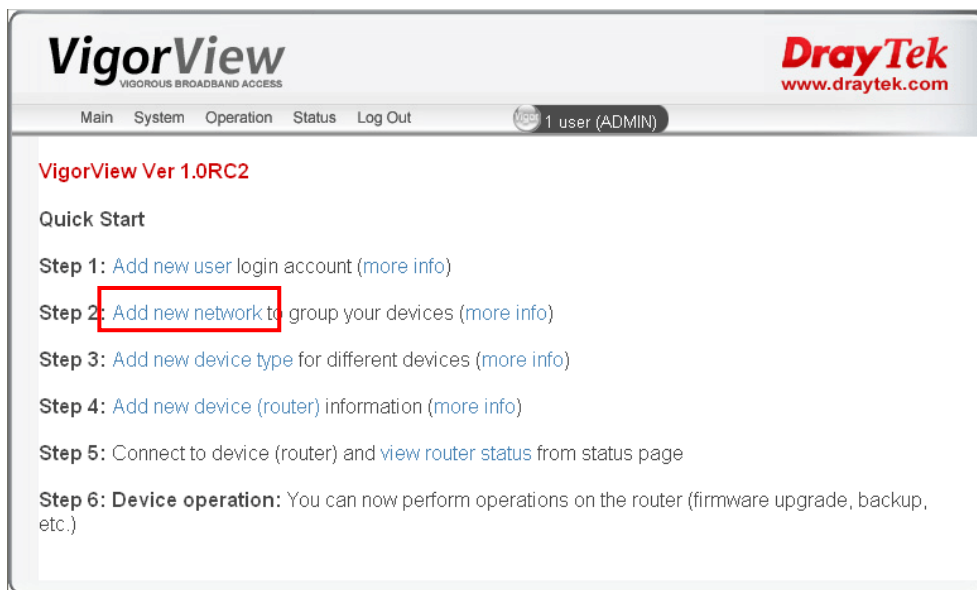 VigorView
VIGOROUS BROADBAND ACCESS
DrayTek
www.draytek.com
Main System Operation Status Log Out
Vigor 1 user (ADMIN)
VigorView Ver 1.0RC2
Quick Start
Step 1: Add new user login account (more info)
Step 2: Add new network to group your devices (more info)
Step 3: Add new device type for different devices (more info)
Step 4: Add new device (router) information (more info)
Step 5: Connect to device (router) and view router status from status page
Step 6: Device operation: You can now perform operations on the router (firmware upgrade, backup,
etc.)